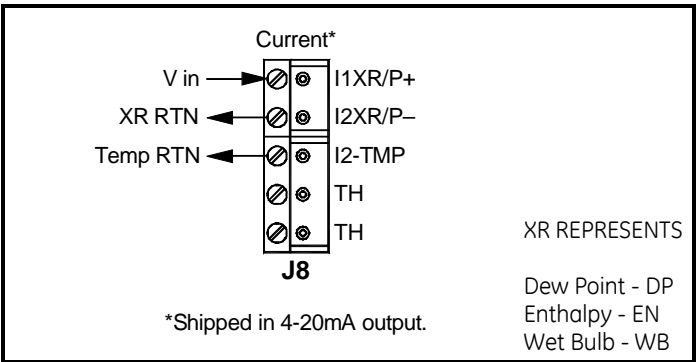 Current*
V in I1XR/P+
XR RTN I2XR/P–
Temp RTN I2-TMP
TH
TH
J8
*Shipped in 4-20mA output.
XR REPRESENTS
Dew Point - DP
Enthalpy - EN
Wet Bulb - WB